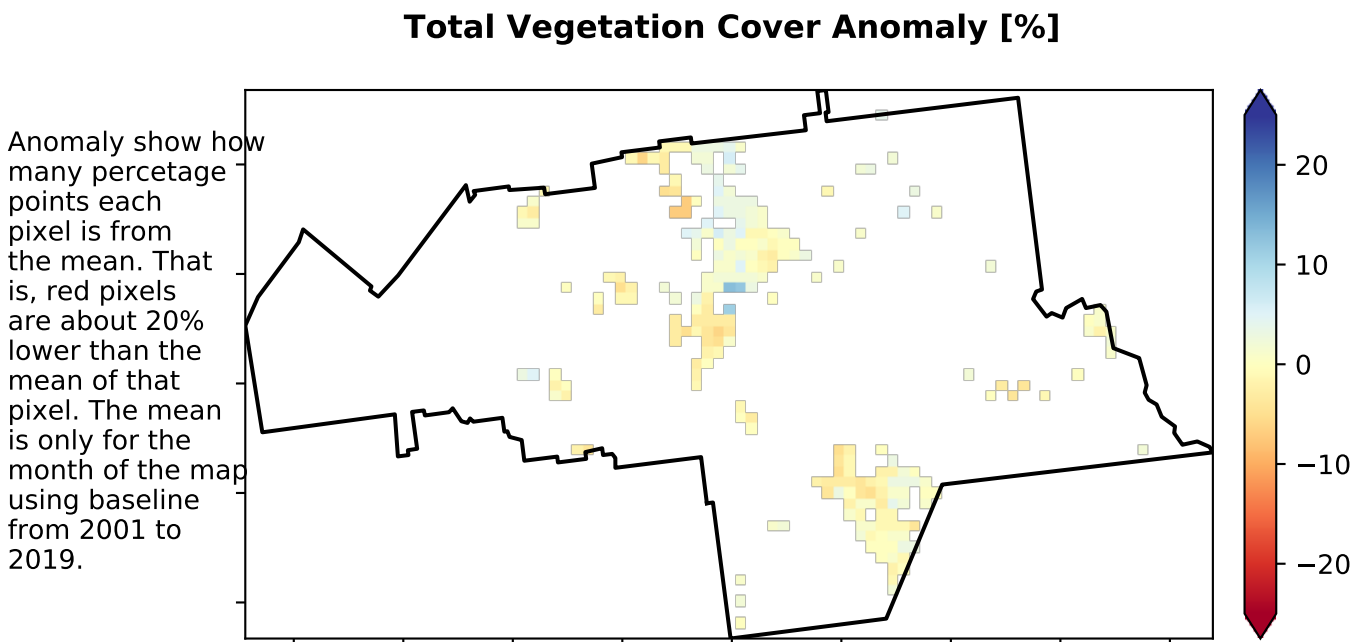 Total Vegetation Cover Anomaly [%]
Anomaly show how
many percetage
points each
pixel is from
the mean. That
is, red pixels
are about 20%
lower than the
mean of that
pixel. The mean
is only for the
month of the map
using baseline
from 2001 to
2019.
20
10
0
−10
−20